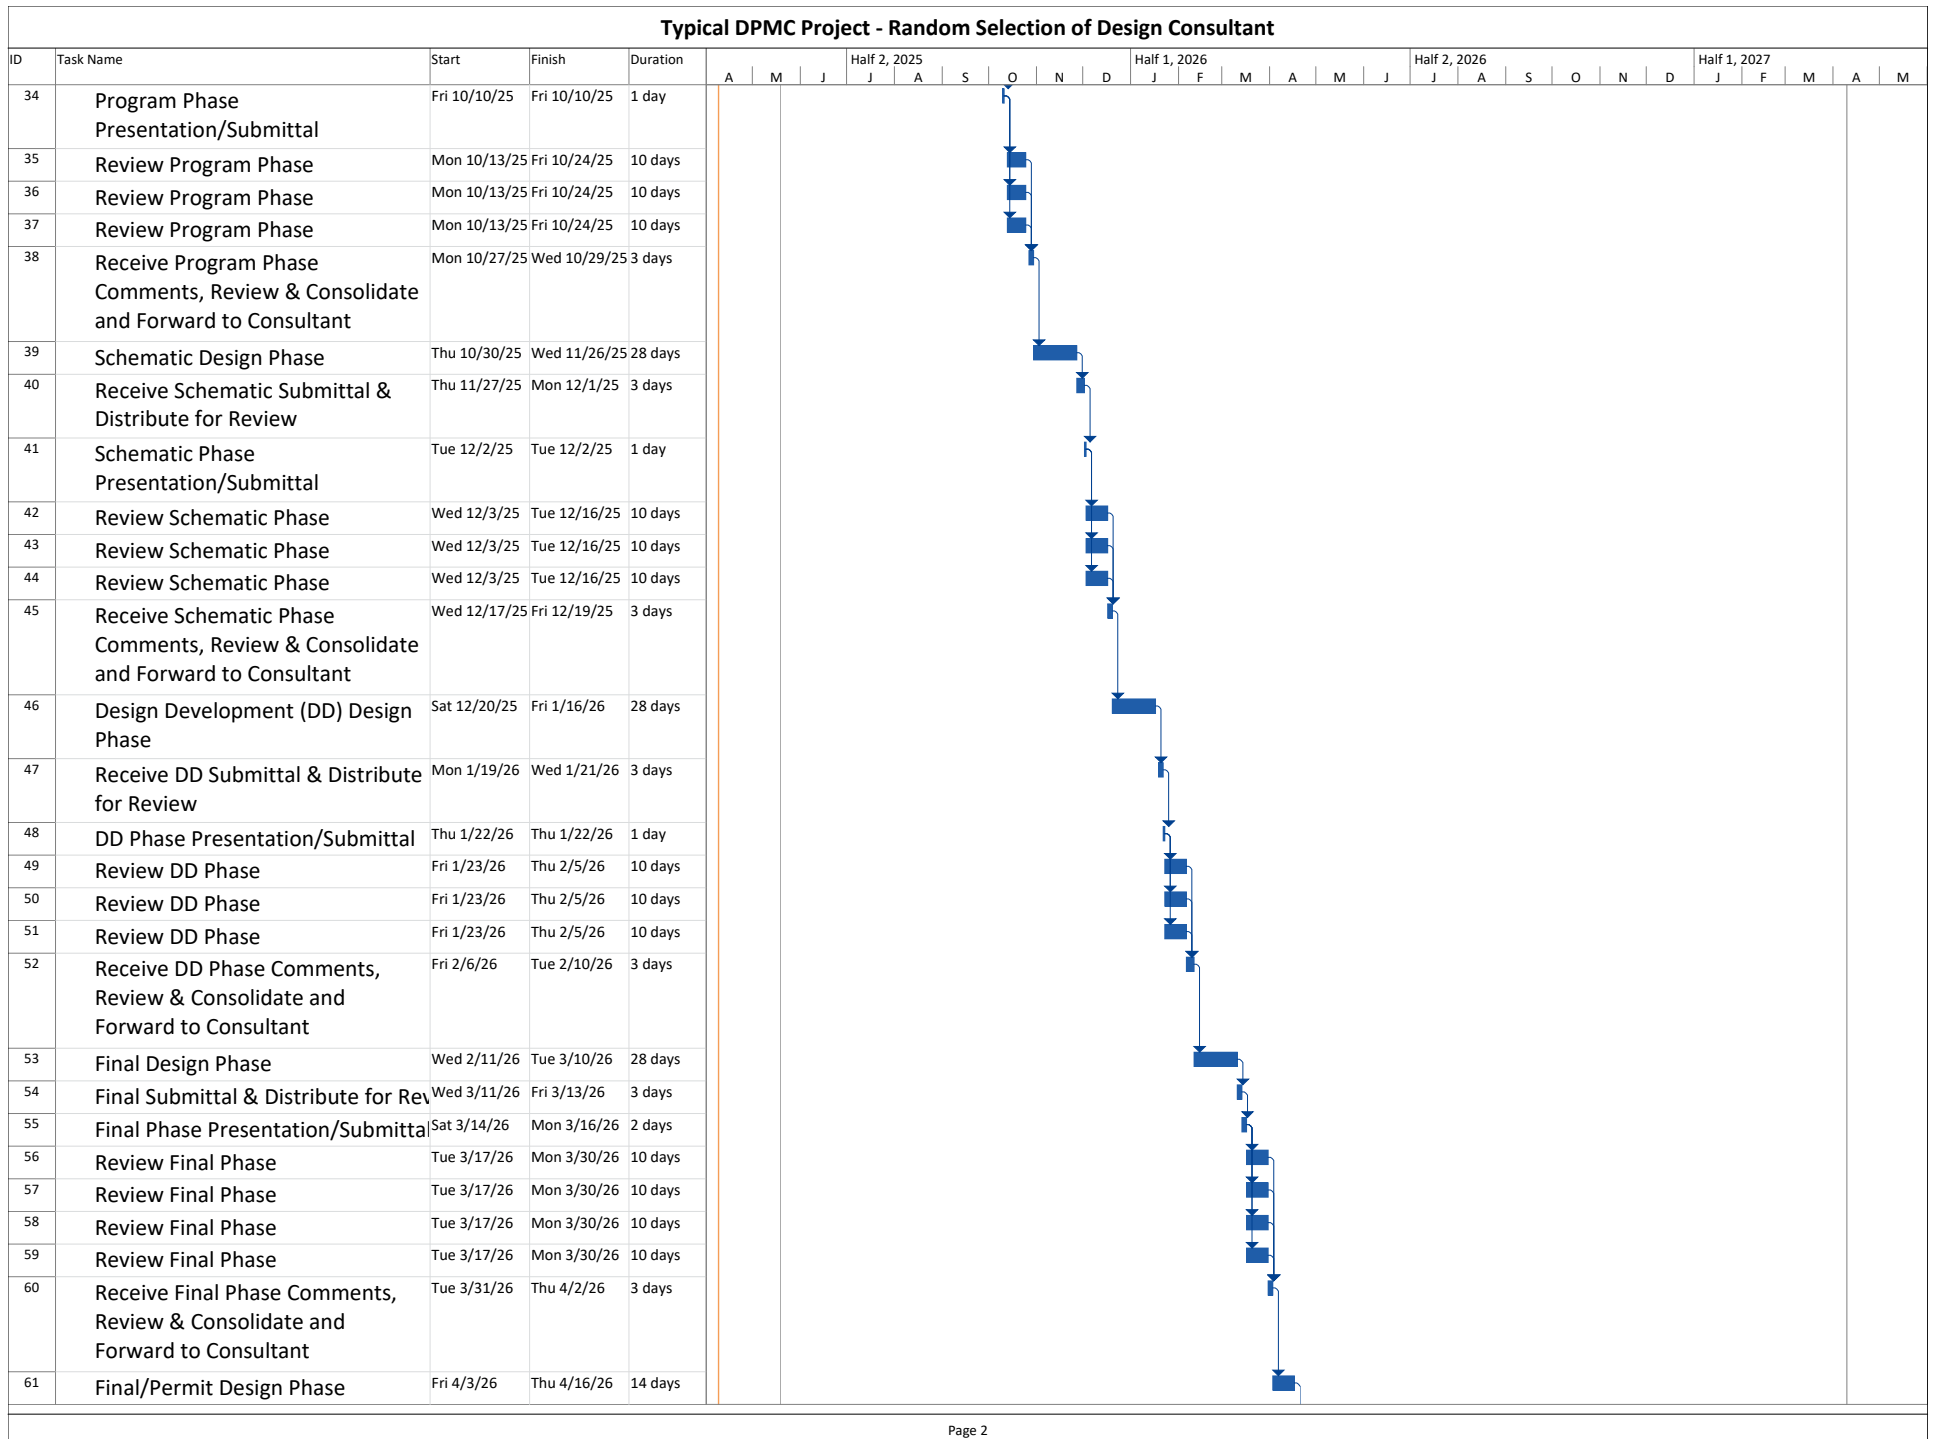 Typical DPMC Project - Random Selection of Design Consultant
ID Task Name Start Finish Duration Half 2, 2025 Half 1, 2026 Half 2, 2026 Half 1, 2027
A M J J A S O N D J F M A M J J A S O N D J F M A M
34 Program Phase Fri 10/10/25 Fri 10/10/25 1 day
Presentation/Submittal
35 Review Program Phase Mon 10/13/25 Fri 10/24/25 10 days
36 Review Program Phase Mon 10/13/25 Fri 10/24/25 10 days
37 Review Program Phase Mon 10/13/25 Fri 10/24/25 10 days
38 Receive Program Phase Mon 10/27/25 Wed 10/29/25 3 days
Comments, Review & Consolidate
and Forward to Consultant
39 Schematic Design Phase Thu 10/30/25 Wed 11/26/25 28 days
40 Receive Schematic Submittal & Thu 11/27/25 Mon 12/1/25 3 days
Distribute for Review
41 Schematic Phase Tue 12/2/25 Tue 12/2/25 1 day
Presentation/Submittal
42 Review Schematic Phase Wed 12/3/25 Tue 12/16/25 10 days
43 Review Schematic Phase Wed 12/3/25 Tue 12/16/25 10 days
44 Review Schematic Phase Wed 12/3/25 Tue 12/16/25 10 days
45 Receive Schematic Phase Wed 12/17/25 Fri 12/19/25 3 days
Comments, Review & Consolidate
and Forward to Consultant
46 Design Development (DD) Design Sat 12/20/25 Fri 1/16/26 28 days
Phase
47 Receive DD Submittal & Distribute Mon 1/19/26 Wed 1/21/26 3 days
for Review
48 DD Phase Presentation/Submittal Thu 1/22/26 Thu 1/22/26 1 day
49 Review DD Phase Fri 1/23/26 Thu 2/5/26 10 days
50 Review DD Phase Fri 1/23/26 Thu 2/5/26 10 days
51 Review DD Phase Fri 1/23/26 Thu 2/5/26 10 days
52 Receive DD Phase Comments, Fri 2/6/26 Tue 2/10/26 3 days
Review & Consolidate and
Forward to Consultant
53 Final Design Phase Wed 2/11/26 Tue 3/10/26 28 days
54 Final Submittal & Distribute for Rev Wed 3/11/26 Fri 3/13/26 3 days
55 Final Phase Presentation/Submittal Sat 3/14/26 Mon 3/16/26 2 days
56 Review Final Phase Tue 3/17/26 Mon 3/30/26 10 days
57 Review Final Phase Tue 3/17/26 Mon 3/30/26 10 days
58 Review Final Phase Tue 3/17/26 Mon 3/30/26 10 days
59 Review Final Phase Tue 3/17/26 Mon 3/30/26 10 days
60 Receive Final Phase Comments, Tue 3/31/26 Thu 4/2/26 3 days
Review & Consolidate and
Forward to Consultant
61 Final/Permit Design Phase Fri 4/3/26 Thu 4/16/26 14 days
Page 2